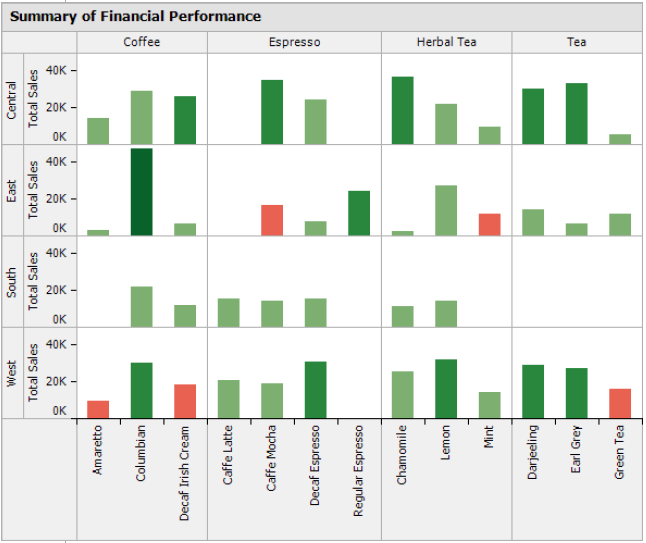 Summary of Financial Performance
Coffee Espresso Herbal Tea Tea
Central
Total Sales
40K
20K
0K
East
Total Sales
40K
20K
0K
South
Total Sales
40K
20K
0K
West
Total Sales
40K
20K
0K
Amaretto
Columbian
Decaf Irish Cream
Caffe Latte
Caffe Mocha
Decaf Espresso
Regular Espresso
Chamomile
Lemon
Mint
Darjeeling
Earl Grey
Green Tea